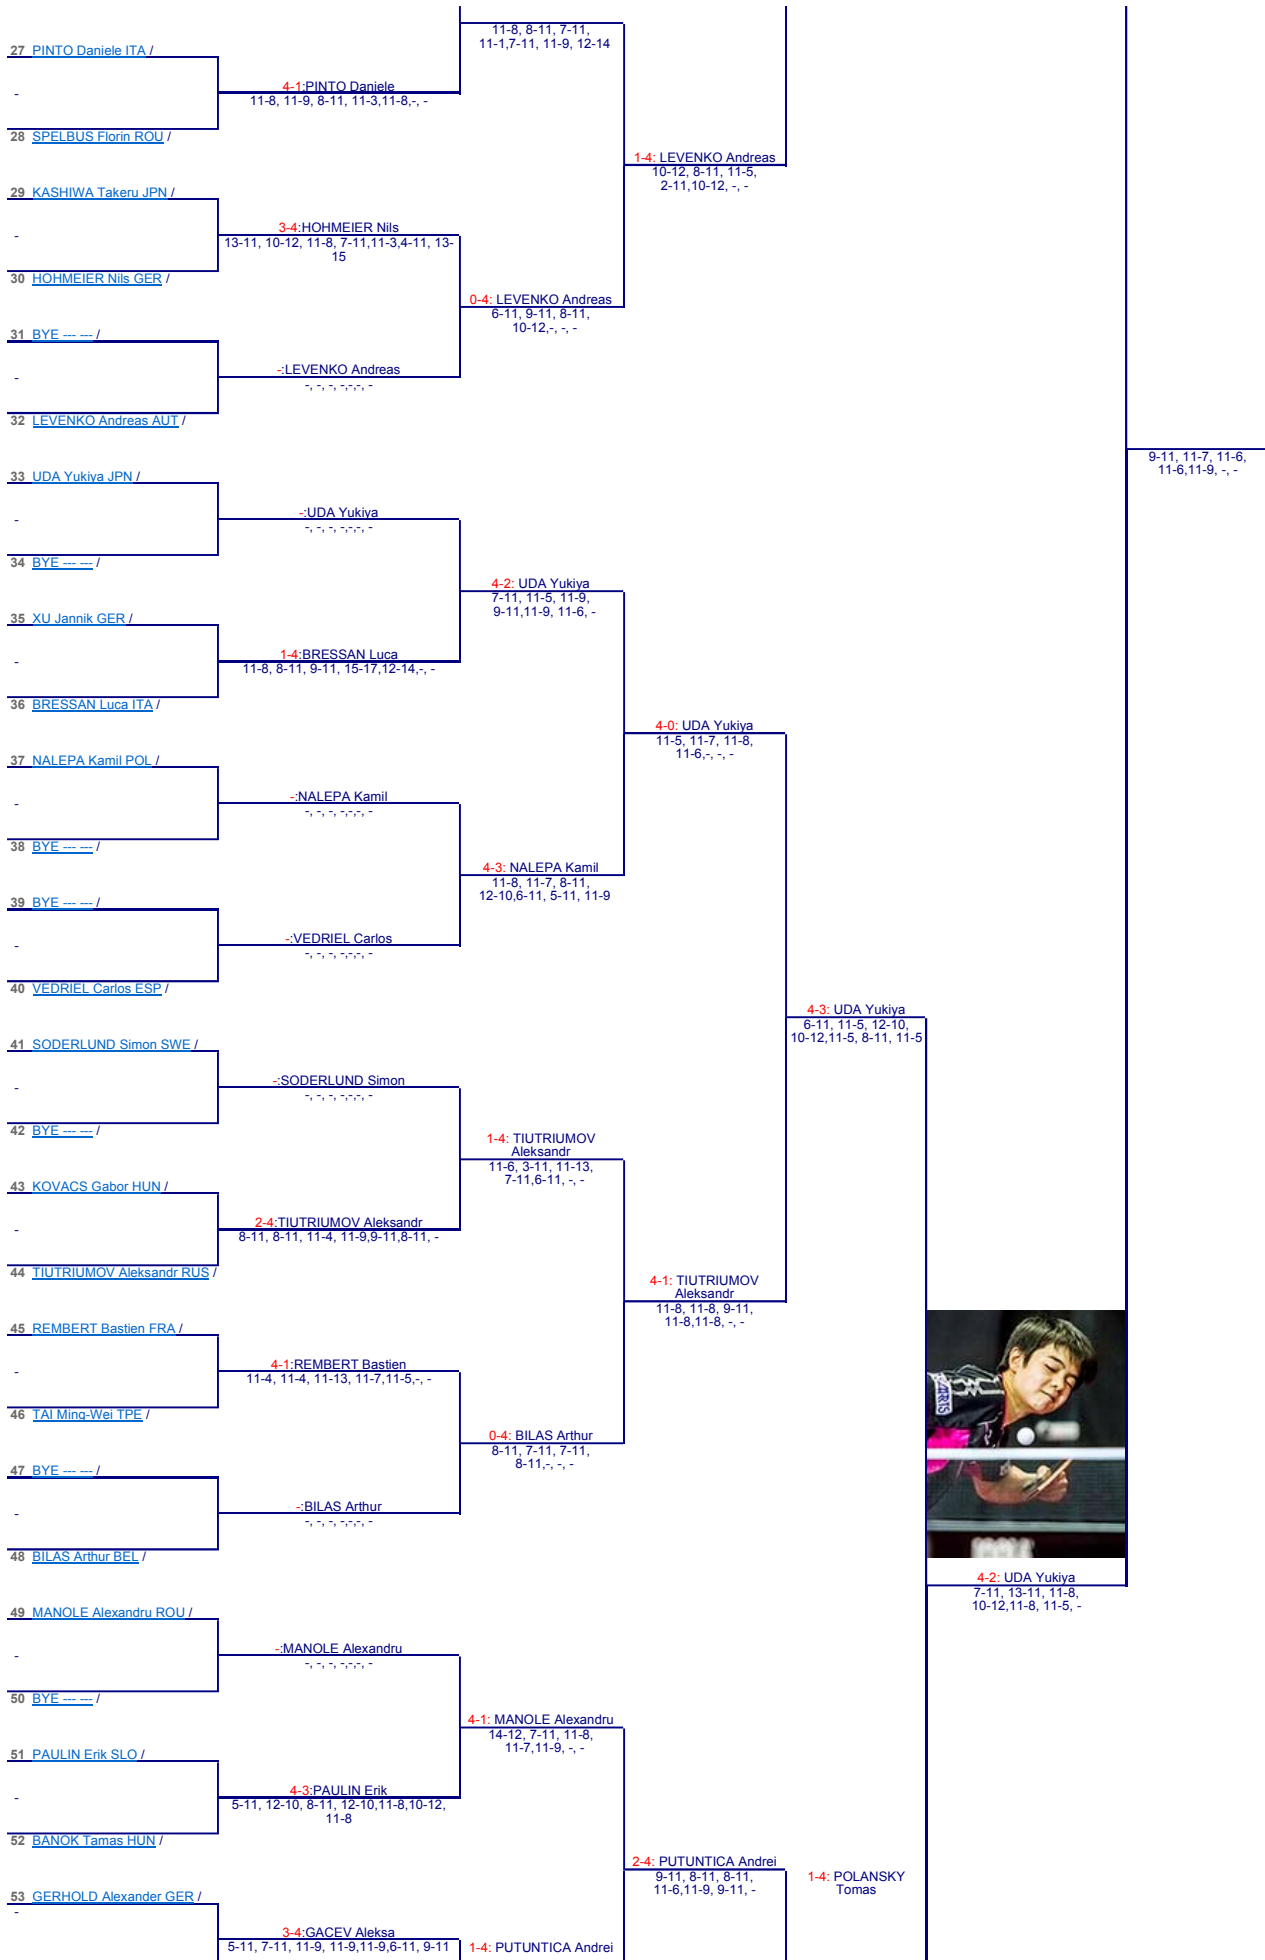 11-8, 8-11, 7-11,
11-1,7-11, 11-9, 12-14
27 PINTO Daniele ITA /
4-1:PINTO Daniele
11-8, 11-9, 8-11, 11-3,11-8,-, -
-
28 SPELBUS Florin ROU /
1-4: LEVENKO Andreas
10-12, 8-11, 11-5,
2-11,10-12, -, -
29 KASHIWA Takeru JPN /
3-4:HOHMEIER Nils
13-11, 10-12, 11-8, 7-11,11-3,4-11, 13-
15
-
30 HOHMEIER Nils GER /
0-4: LEVENKO Andreas
6-11, 9-11, 8-11,
10-12,-, -, -
31 BYE --- --- /
-:LEVENKO Andreas
-, -, -, -,-,-, -
-
32 LEVENKO Andreas AUT /
9-11, 11-7, 11-6,
11-6,11-9, -, -
33 UDA Yukiya JPN /
-:UDA Yukiya
-, -, -, -,-,-, -
-
34 BYE --- --- /
4-2: UDA Yukiya
7-11, 11-5, 11-9,
9-11,11-9, 11-6, -
35 XU Jannik GER /
1-4:BRESSAN Luca
11-8, 8-11, 9-11, 15-17,12-14,-, -
-
36 BRESSAN Luca ITA /
4-0: UDA Yukiya
11-5, 11-7, 11-8,
11-6,-, -, -
37 NALEPA Kamil POL /
-:NALEPA Kamil
-, -, -, -,-,-, -
-
38 BYE --- --- /
4-3: NALEPA Kamil
11-8, 11-7, 8-11,
12-10,6-11, 5-11, 11-9
39 BYE --- --- /
-:VEDRIEL Carlos
-, -, -, -,-,-, -
-
40 VEDRIEL Carlos ESP /
4-3: UDA Yukiya
6-11, 11-5, 12-10,
10-12,11-5, 8-11, 11-5
41 SODERLUND Simon SWE /
-:SODERLUND Simon
-, -, -, -,-,-, -
-
42 BYE --- --- /
1-4: TIUTRIUMOV
Aleksandr
11-6, 3-11, 11-13,
7-11,6-11, -, -
43 KOVACS Gabor HUN /
2-4:TIUTRIUMOV Aleksandr
8-11, 8-11, 11-4, 11-9,9-11,8-11, -
-
44 TIUTRIUMOV Aleksandr RUS /
4-1: TIUTRIUMOV
Aleksandr
11-8, 11-8, 9-11,
11-8,11-8, -, -
45 REMBERT Bastien FRA /
4-1:REMBERT Bastien
11-4, 11-4, 11-13, 11-7,11-5,-, -
-
46 TAI Ming-Wei TPE /
0-4: BILAS Arthur
8-11, 7-11, 7-11,
8-11,-, -, -
47 BYE --- --- /
-:BILAS Arthur
-, -, -, -,-,-, -
-
48 BILAS Arthur BEL /
4-2: UDA Yukiya
7-11, 13-11, 11-8,
10-12,11-8, 11-5, -
49 MANOLE Alexandru ROU /
-:MANOLE Alexandru
-, -, -, -,-,-, -
-
50 BYE --- --- /
4-1: MANOLE Alexandru
14-12, 7-11, 11-8,
11-7,11-9, -, -
51 PAULIN Erik SLO /
4-3:PAULIN Erik
5-11, 12-10, 8-11, 12-10,11-8,10-12,
11-8
-
52 BANOK Tamas HUN /
2-4: PUTUNTICA Andrei
9-11, 8-11, 8-11,
11-6,11-9, 9-11, -
1-4: POLANSKY
Tomas
53 GERHOLD Alexander GER /
-
3-4:GACEV Aleksa
5-11, 7-11, 11-9, 11-9,11-9,6-11, 9-11
1-4: PUTUNTICA Andrei